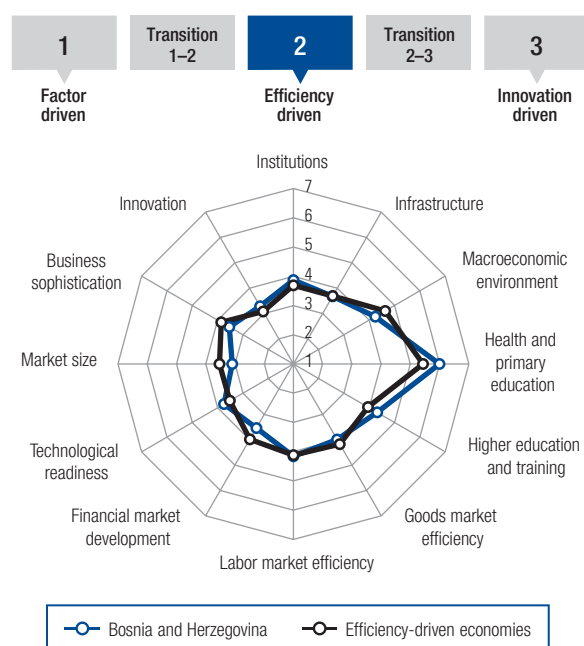 1
Transition
1–2
2
Transition
2–3
3
Factor
driven
Efficiency
driven
Innovation
driven
Institutions
Infrastructure
Macroeconomic
environment
Health and
primary
education
Higher education
and training
Goods market
efficiency
Labor market efficiency
Financial market
development
Technological
readiness
Market size
Business
sophistication
Innovation
7
6
5
4
3
2
1
Bosnia and Herzegovina
Efficiency-driven economies